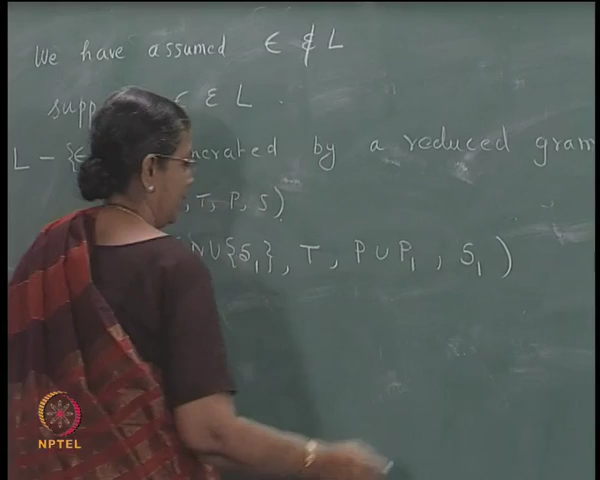 We have assumed ϵ ∉ L
supp ϵ ϵ L .
L - {ϵ nerated by a reduced gram
, T, P, S)
N∪{S₁}, T, P∪P₁, S₁)
NPTEL